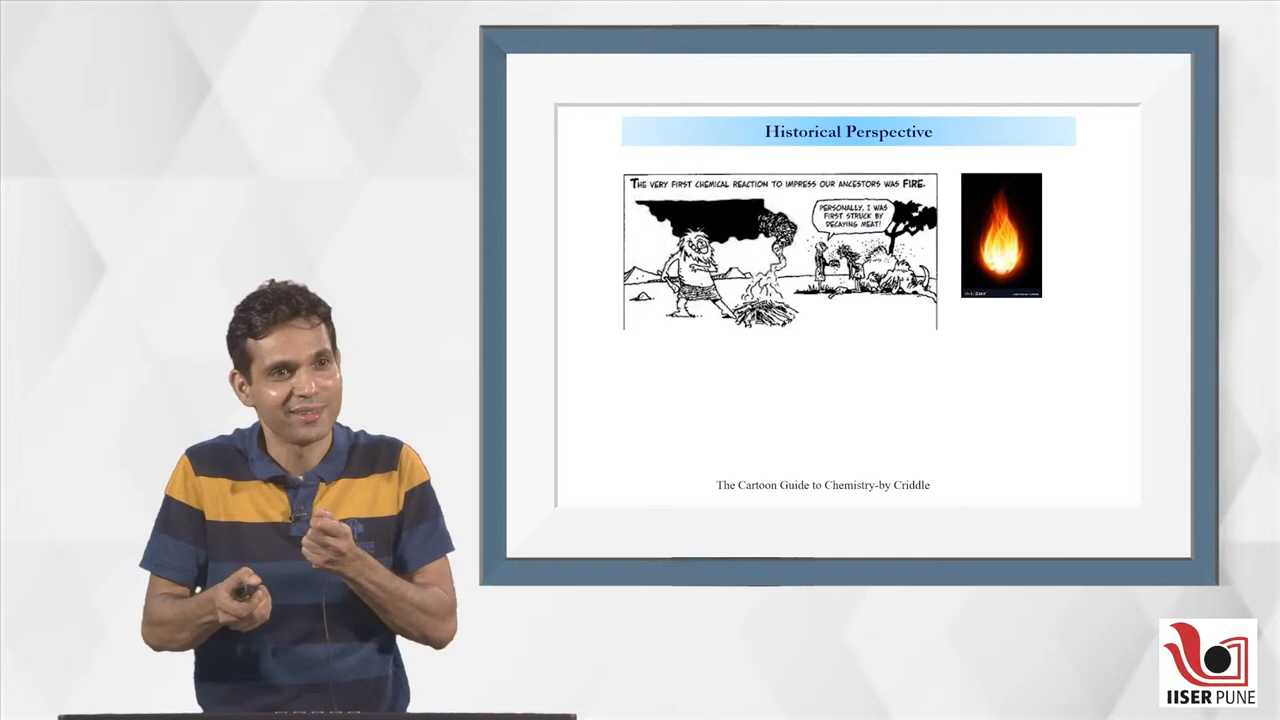 Historical Perspective
THE VERY FIRST CHEMICAL REACTION TO IMPRESS OUR ANCESTORS WAS FIRE.
PERSONALLY, I WAS
FIRST STRUCK BY
DECAYING MEAT!
The Cartoon Guide to Chemistry-by Criddle
IISER PUNE